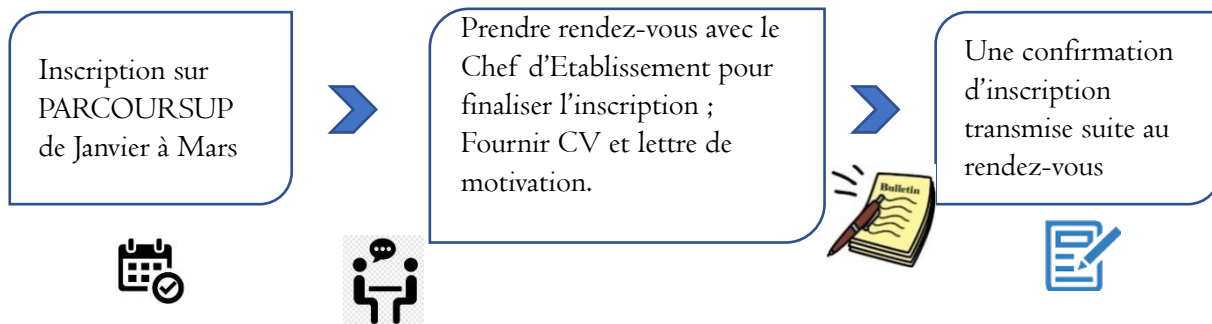 Inscription sur
PARCOURSUP
de Janvier à Mars
Prendre rendez-vous avec le
Chef d'Etablissement pour
finaliser l'inscription ;
Fournir CV et lettre de
motivation.
Une confirmation
d'inscription
transmise suite au
rendez-vous
Bulletin